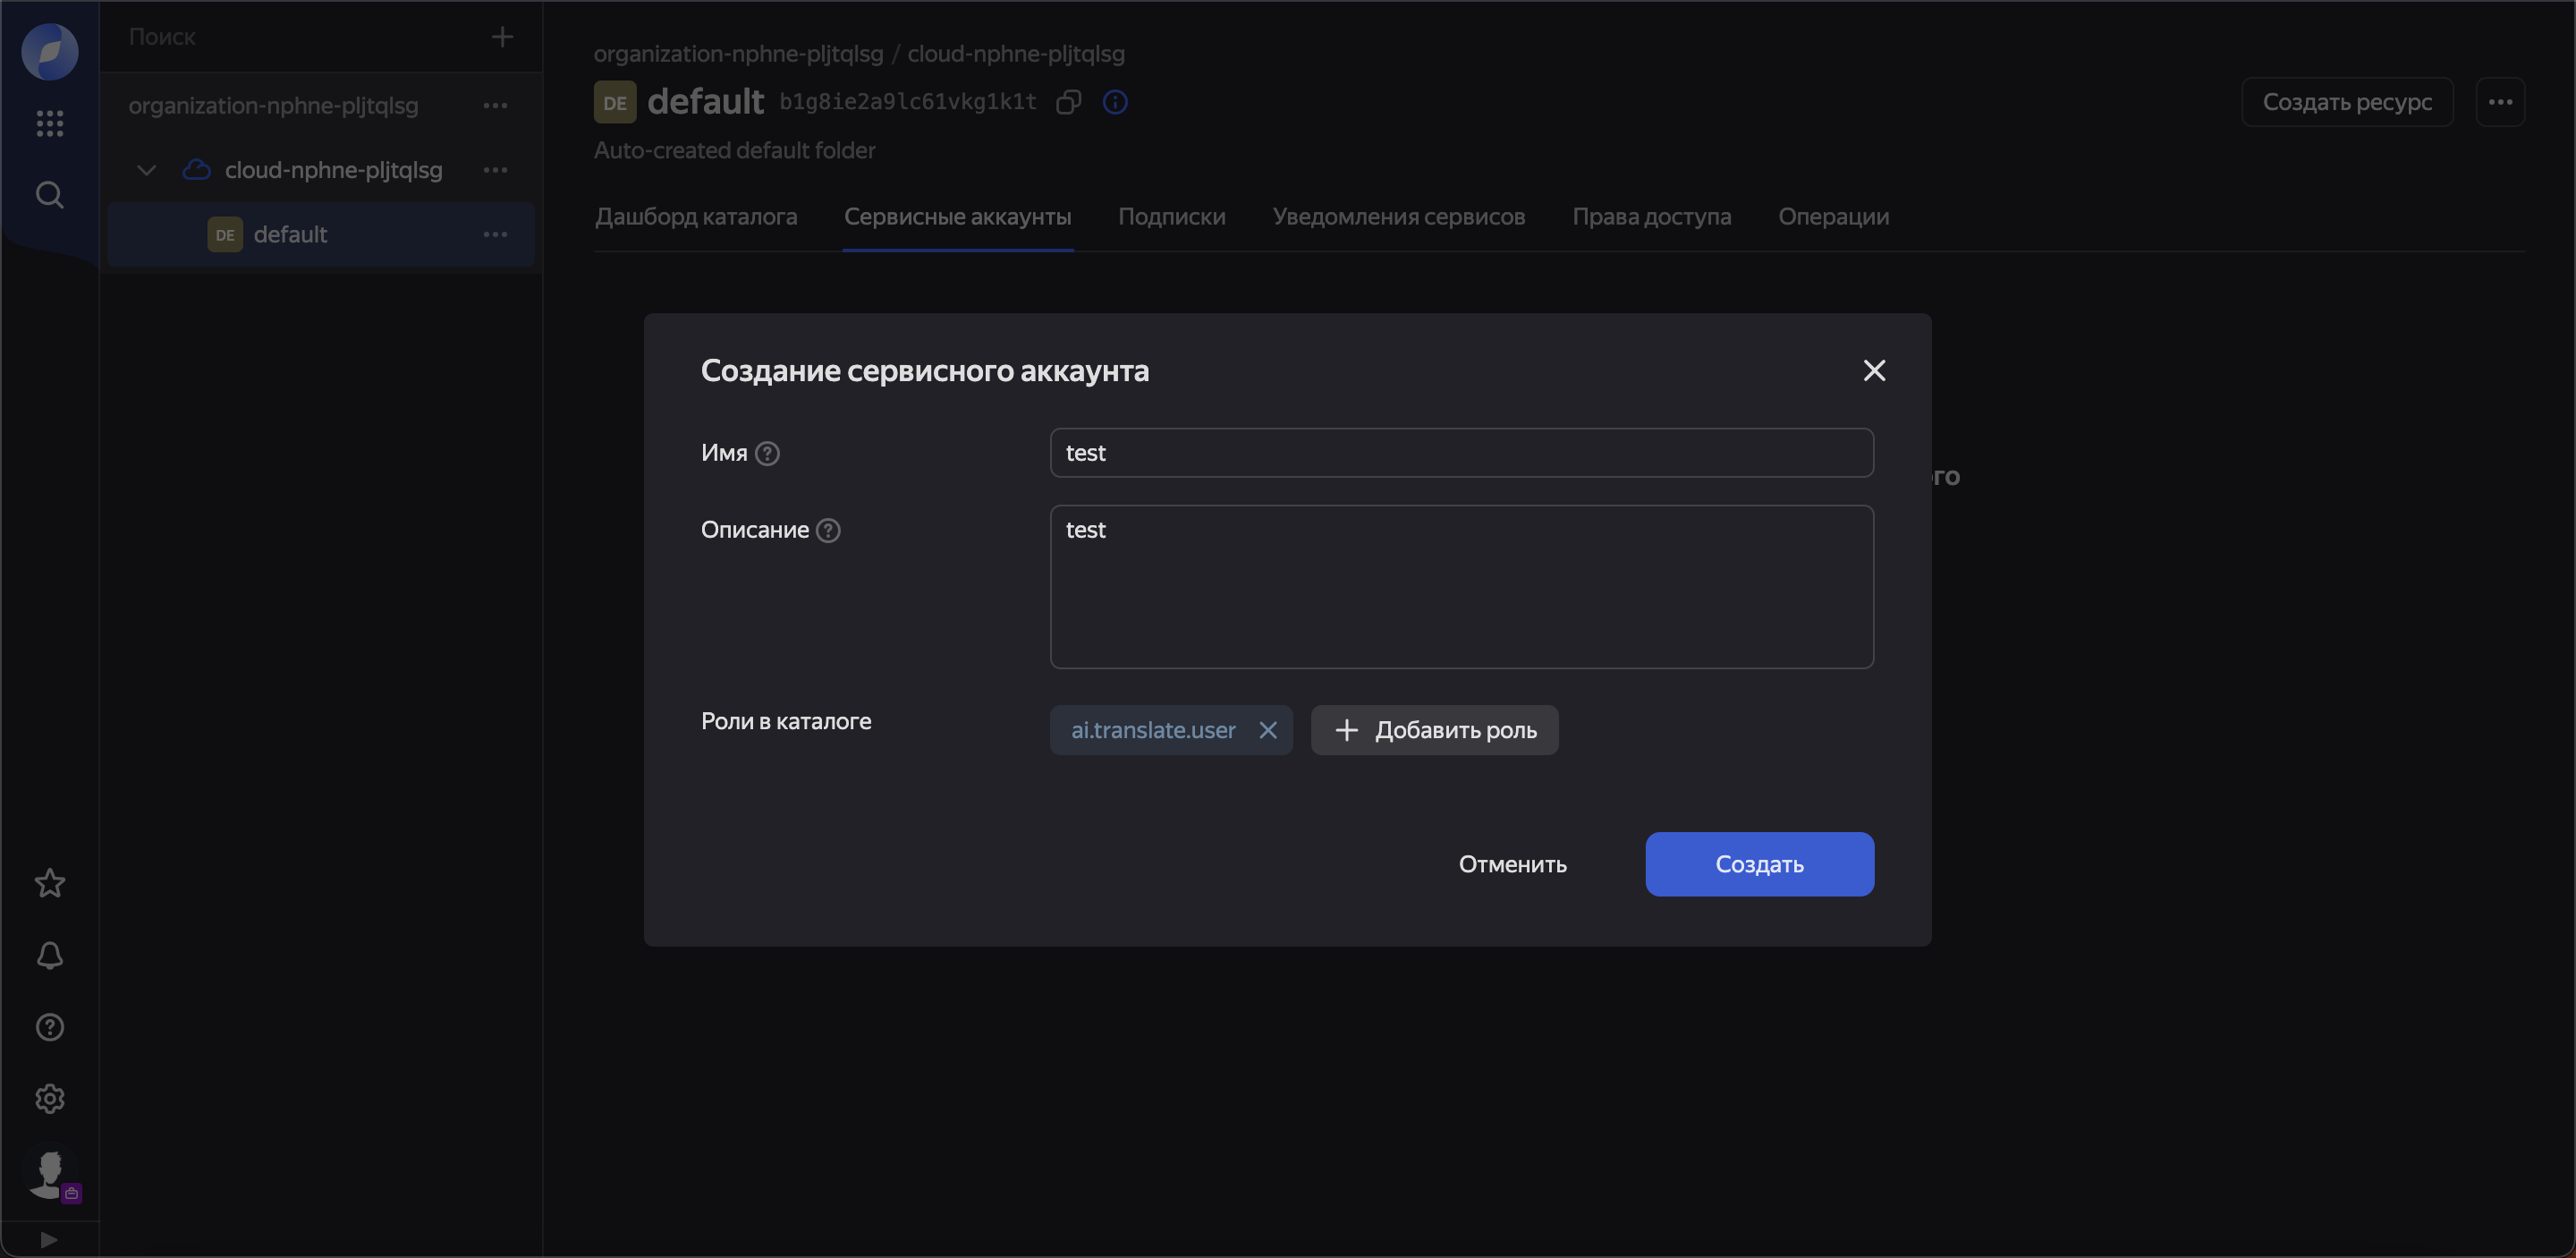 Поиск
organization-nphne-pljtqlsg
cloud-nphne-pljtqlsg
DE default
organization-nphne-pljtqlsg / cloud-nphne-pljtqlsg
DE default b1g8ie2a9lc61vkg1k1t
Auto-created default folder
Создать ресурс
Дашборд каталога Сервисные аккаунты Подписки Уведомления сервисов Права доступа Операции
Создание сервисного аккаунта
Имя test
Описание test
Роли в каталоге ai.translate.user Добавить роль
Отменить Создать